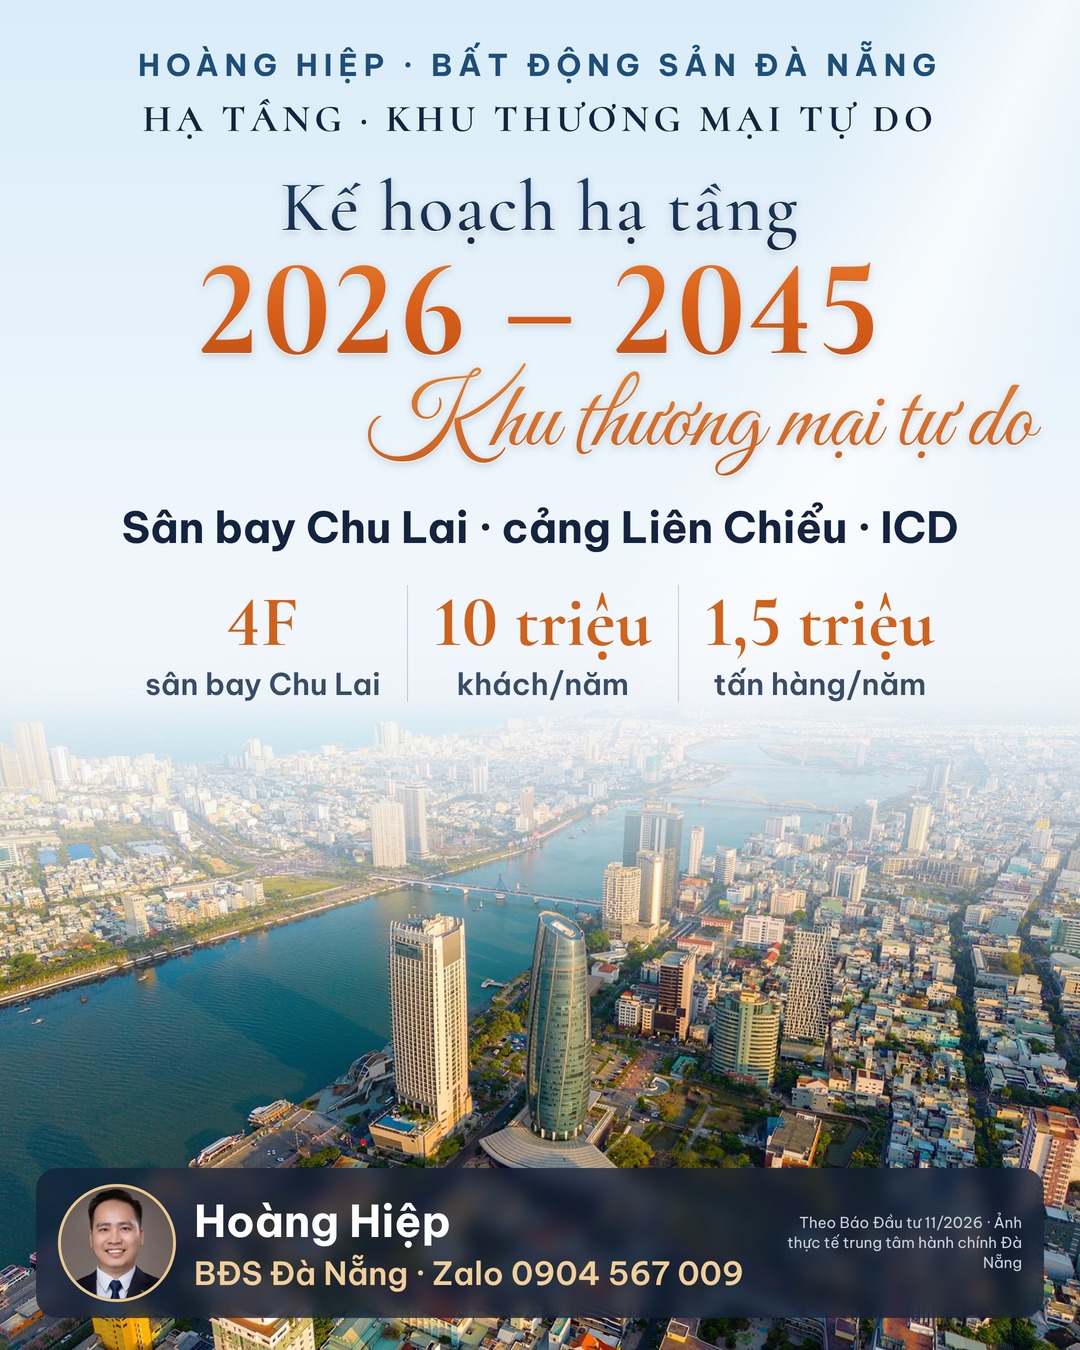 HOÀNG HIỆP · BẤT ĐỘNG SẢN ĐÀ NẴNG
HẠ TẦNG · KHU THƯƠNG MẠI TỰ DO
Kế hoạch hạ tầng
2026 – 2045
Khu thương mại tự do
Sân bay Chu Lai · cảng Liên Chiểu · ICD
4F
sân bay Chu Lai
10 triệu
khách/năm
1,5 triệu
tấn hàng/năm
Hoàng Hiệp
BĐS Đà Nẵng · Zalo 0904 567 009
Theo Báo Đầu tư 11/2026 · Ảnh
thực tế trung tâm hành chính Đà
Nẵng